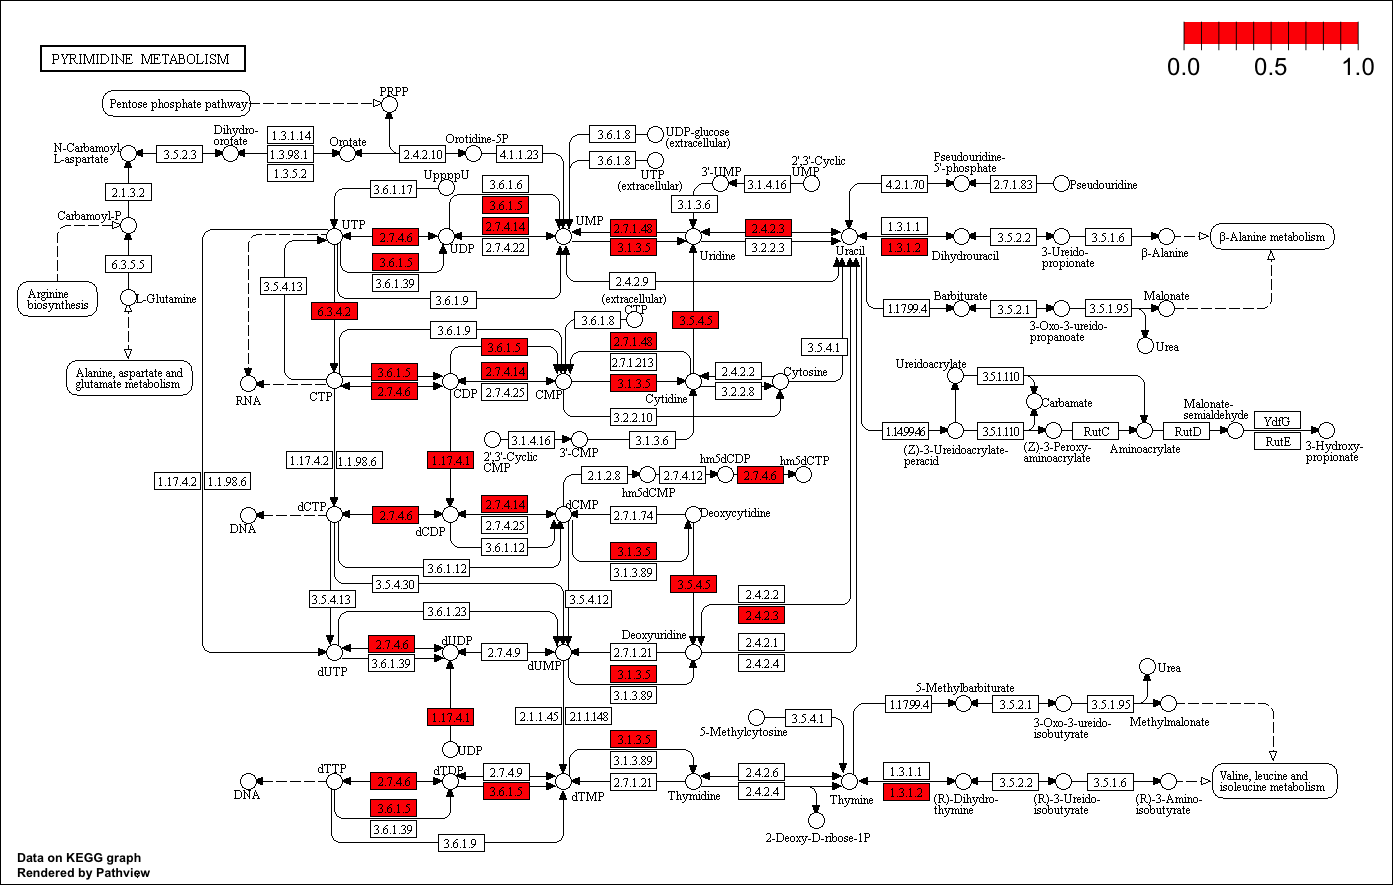 PYRIMIDINE METABOLISM
0.0 0.5 1.0
Pentose phosphate pathway
PRPP
N-Carbamoyl-
L-aspartate
3.5.2.3
Dihydro-
orotate
1.3.1.14
1.3.98.1
1.3.5.2
Orotate
2.4.2.10
Orotidine-5P
4.1.1.23
3.6.1.8
UDP-glucose
(extracellular)
3.6.1.8
UTP
(extracellular)
2.1.3.2
Carbamoyl-P
6.3.5.5
L-Glutamine
Arginine
biosynthesis
Alanine, aspartate and
glutamate metabolism
UppppU
3.6.1.17
3.6.1.6
3.6.1.5
2.7.4.14
2.7.4.22
UTP
2.7.4.6
UDP
3.6.1.5
3.6.1.39
3.6.1.9
UMP
2.7.1.48
3.1.3.5
Uridine
3'-UMP
3.1.4.16
2',3'-Cyclic
UMP
3.1.3.6
2.4.2.3
3.2.2.3
2.4.2.9
Uracil
4.2.1.70
Pseudouridine-
5'-phosphate
2.7.1.83
Pseudouridine
1.3.1.1
1.3.1.2
Dihydrouracil
3.5.2.2
3-Ureido-
propionate
3.5.1.6
β-Alanine
β-Alanine metabolism
1.17.99.4
Barbiturate
3.5.2.1
3-Oxo-3-ureido-
propanoate
3.5.1.95
Malonate
Urea
3.5.4.13
6.3.4.2
3.6.1.9
(extracellular)
CTP
3.6.1.8
3.5.4.5
3.6.1.5
2.7.1.48
2.7.1.213
3.5.4.1
RNA
CTP
3.6.1.5
2.7.4.6
CDP
2.7.4.14
2.7.4.25
CMP
3.1.3.5
Cytidine
2.4.2.2
3.2.2.8
Cytosine
3.2.2.10
Ureidoacrylate
3.5.1.110
Carbamate
1.14.99.46
(Z)-3-Ureidoacrylate-
peracid
3.5.1.110
(Z)-3-Peroxy-
aminoacrylate
RutC
Aminoacrylate
RutD
Malonate-
semialdehyde
YdfG
RutE
3-Hydroxy-
propionate
2',3'-Cyclic
CMP
3.1.4.16
3'-CMP
3.1.3.6
1.17.4.2
1.1.98.6
1.17.4.2
1.1.98.6
1.17.4.1
2.1.2.8
hm5dCMP
2.7.4.12
hm5dCDP
2.7.4.6
hm5dCTP
DNA
dCTP
2.7.4.6
dCDP
2.7.4.14
2.7.4.25
3.6.1.12
dCMP
2.7.1.74
Deoxycytidine
3.1.3.5
3.1.3.89
3.6.1.12
3.5.4.30
3.5.4.13
3.5.4.12
3.5.4.5
3.6.1.23
2.4.2.2
2.4.2.3
2.4.2.1
2.4.2.4
dUTP
2.7.4.6
3.6.1.39
dUDP
2.7.4.9
dUMP
2.7.1.21
Deoxyuridine
3.1.3.5
3.1.3.89
1.17.4.1
UDP
2.1.1.45
2.1.1.148
5-Methylcytosine
3.5.4.1
1.17.99.4
5-Methylbarbiturate
3.5.2.1
3-Oxo-3-ureido-
isobutyrate
3.5.1.95
Urea
Methylmalonate
3.1.3.5
3.1.3.89
2.7.1.21
DNA
dTTP
2.7.4.6
3.6.1.5
3.6.1.39
3.6.1.9
dTDP
2.7.4.9
3.6.1.5
dTMP
Thymidine
2.4.2.6
2.4.2.4
2-Deoxy-D-ribose-1P
Thymine
1.3.1.1
1.3.1.2
(R)-Dihydro-
thymine
3.5.2.2
(R)-3-Ureido-
isobutyrate
3.5.1.6
(R)-3-Amino-
isobutyrate
Valine, leucine and
isoleucine metabolism
Data on KEGG graph
Rendered by Pathview